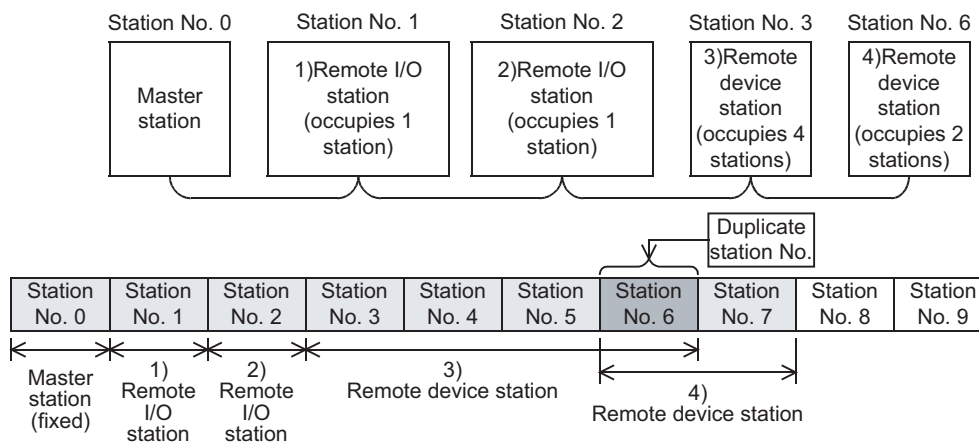 Station No. 0
Station No. 1
Station No. 2
Station No. 3
Station No. 6
Master
station
1)Remote I/O
station
(occupies 1
station)
2)Remote I/O
station
(occupies 1
station)
3)Remote
device
station
(occupies 4
stations)
4)Remote
device
station
(occupies 2
stations)
Duplicate
station No.
Station
No. 0
Station
No. 1
Station
No. 2
Station
No. 3
Station
No. 4
Station
No. 5
Station
No. 6
Station
No. 7
Station
No. 8
Station
No. 9
Master
station
(fixed)
1)
Remote
I/O
station
2)
Remote
I/O
station
3)
Remote device station
4)
Remote device station